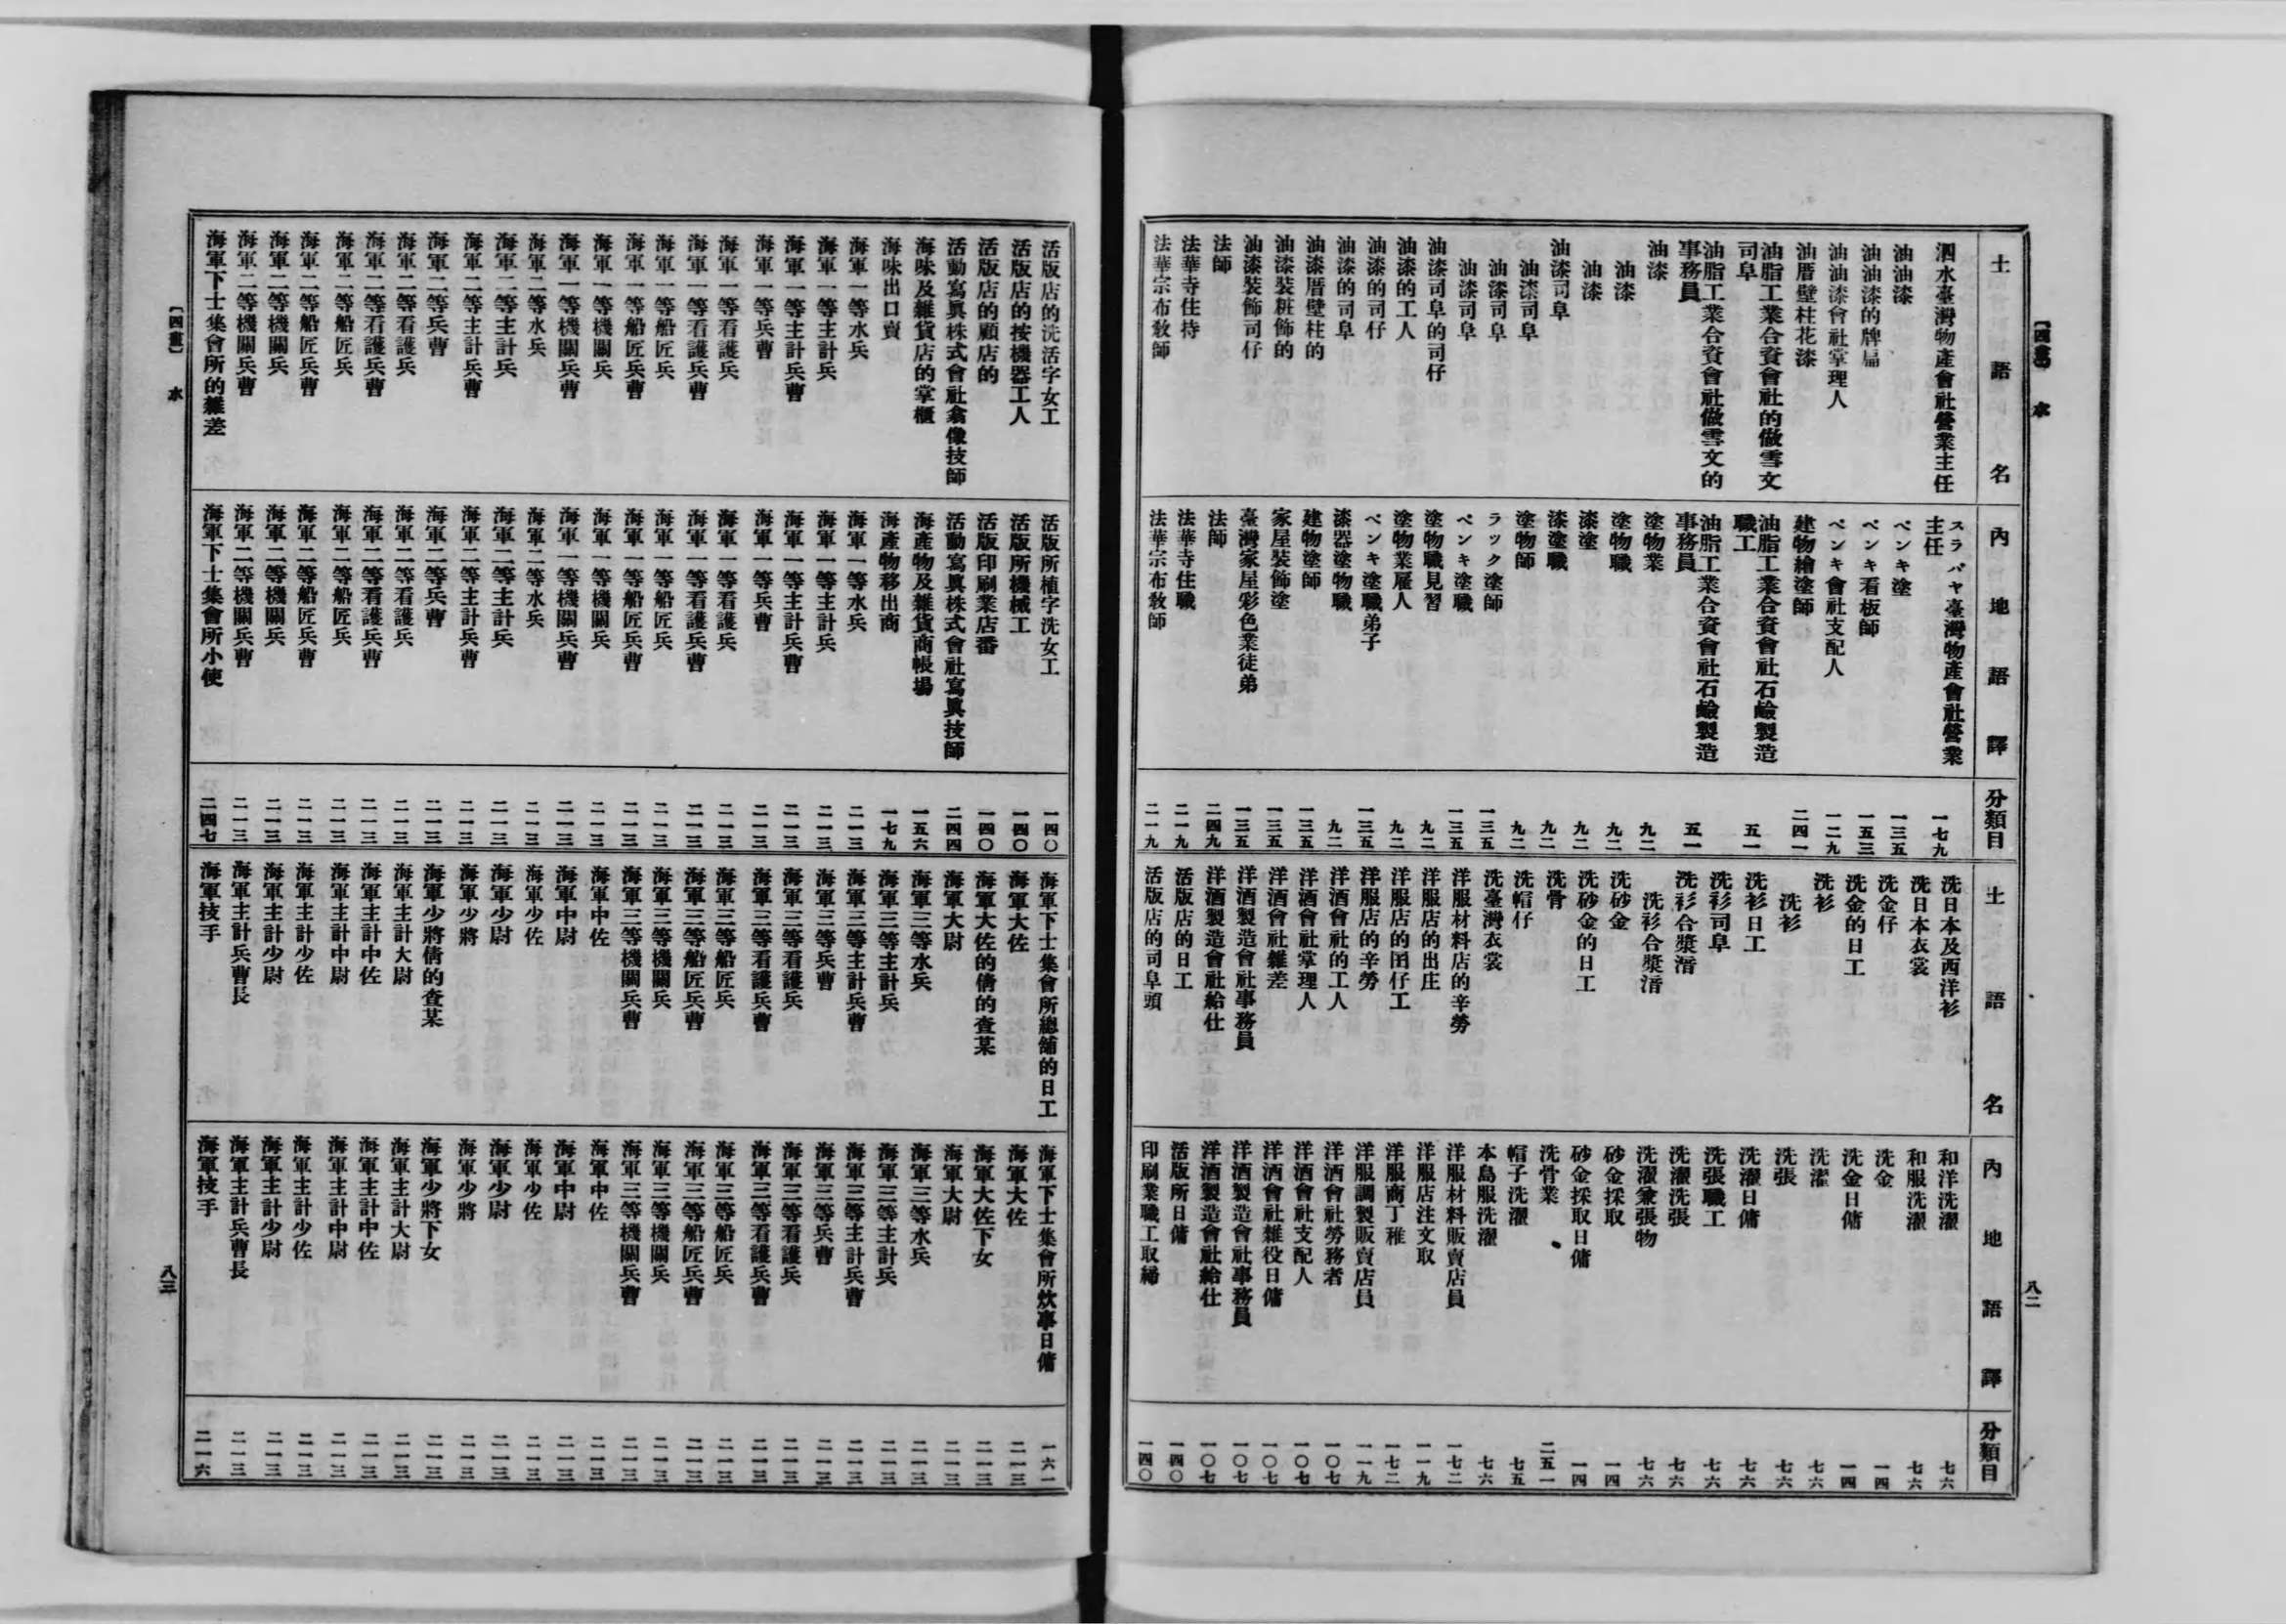 〔四畫〕 水
土語名 內地語譯 分類目
泗水臺灣物產會社營業主任 スラバヤ臺灣物產會社營業主任 一七九
油油漆 ペンキ塗 一三五
油油漆的牌匾 ペンキ看板師 一五三
油油漆會社掌理人 ペンキ會社支配人 一二九
油厝壁柱花漆 建物繪塗師 二四一
油脂工業合資會社的做雪文司阜 油脂工業合資會社石鹼製造職工 五一
油脂工業合資會社做雪文的事務員 油脂工業合資會社石鹼製造事務員 五一
油漆 塗物業 九二
油漆 塗物職 九二
油漆 漆塗 九二
油漆司阜 漆塗職 九二
油漆司阜 塗物師 九二
油漆司阜 ラック塗師 一三五
油漆司阜 ペンキ塗職 一三五
油漆司阜的司仔 塗物職見習 九二
油漆的工人 塗物業雇人 九二
油漆的司仔 ペンキ塗職弟子 一三五
油漆的司阜 漆器塗物職 九二
油漆厝壁柱的 建物塗師 一三五
油漆裝粧飾的 家屋裝飾塗 一三五
油漆裝飾司仔 臺灣家屋彩色業徒弟 一三五
法師 法師 二四九
法華寺住持 法華寺住職 二一九
法華宗布教師 法華宗布教師 二一九
土語名 內地語譯 分類目
洗日本及西洋衫 和洋洗濯 七六
洗日本衣裳 和服洗濯 七六
洗金仔 洗金 一四
洗金的日工 洗金日傭 一四
洗衫 洗濯 七六
洗衫 洗張 七六
洗衫日工 洗濯日傭 七六
洗衫司阜 洗張職工 七六
洗衫合漿 洗濯洗張 七六
洗衫合漿 洗濯兼張物 七六
洗砂金 砂金採取 一四
洗砂金的日工 砂金採取日傭 一四
洗骨 洗骨業 二五一
洗帽仔 帽子洗濯 七五
洗臺灣衣裳 本島服洗濯 七六
洋服材料店的辛勞 洋服材料販賣店員 一七二
洋服店的出庄 洋服店注文取 一一九
洋服店的囝仔工 洋服商丁稚 一七二
洋服店的辛勞 洋服調製販賣店員 一一九
洋酒會社的工人 洋酒會社勞務者 一〇七
洋酒會社掌理人 洋酒會社支配人 一〇七
洋酒會社雜差 洋酒會社雜役日傭 一〇七
洋酒製造會社事務員 洋酒製造會社事務員 一〇七
洋酒製造會社給仕 洋酒製造會社給仕 一〇七
活版店的日工 活版所日傭 一四〇
活版店的司阜頭 印刷業職工取締 一四〇
八二
活版店的洗活字女工 活版所植字洗女工 一四〇
活版店的按機器工人 活版所機械工 一四〇
活版店的顧店的 活版印刷業店番 一四〇
活動寫眞株式會社翕像技師 活動寫眞株式會社寫眞技師 二四四
海味及雜貨店的掌櫃 海產物及雜貨商帳場 一五六
海味出口賣 海產物移出商 一七九
海軍一等水兵 海軍一等水兵 二一三
海軍一等主計兵 海軍一等主計兵 二一三
海軍一等主計兵曹 海軍一等主計兵曹 二一三
海軍一等兵曹 海軍一等兵曹 二一三
海軍一等看護兵 海軍一等看護兵 二一三
海軍一等看護兵曹 海軍一等看護兵曹 二一三
海軍一等船匠兵 海軍一等船匠兵 二一三
海軍一等船匠兵曹 海軍一等船匠兵曹 二一三
海軍一等機關兵 海軍一等機關兵 二一三
海軍一等機關兵曹 海軍一等機關兵曹 二一三
海軍二等水兵 海軍二等水兵 二一三
海軍二等主計兵 海軍二等主計兵 二一三
海軍二等主計兵曹 海軍二等主計兵曹 二一三
海軍二等兵曹 海軍二等兵曹 二一三
海軍二等看護兵 海軍二等看護兵 二一三
海軍二等看護兵曹 海軍二等看護兵曹 二一三
海軍二等船匠兵 海軍二等船匠兵 二一三
海軍二等船匠兵曹 海軍二等船匠兵曹 二一三
海軍二等機關兵 海軍二等機關兵 二一三
海軍二等機關兵曹 海軍二等機關兵曹 二一三
海軍下士集會所的雜差 海軍下士集會所小使 二四七
海軍下士集會所總舖的日工 海軍下士集會所炊事日傭 一六一
海軍大佐 海軍大佐 二一三
海軍大佐的倩的查某 海軍大佐下女 二一三
海軍大尉 海軍大尉 二一三
海軍三等水兵 海軍三等水兵 二一三
海軍三等主計兵 海軍三等主計兵 二一三
海軍三等主計兵曹 海軍三等主計兵曹 二一三
海軍三等兵曹 海軍三等兵曹 二一三
海軍三等看護兵 海軍三等看護兵 二一三
海軍三等看護兵曹 海軍三等看護兵曹 二一三
海軍三等船匠兵 海軍三等船匠兵 二一三
海軍三等船匠兵曹 海軍三等船匠兵曹 二一三
海軍三等機關兵 海軍三等機關兵 二一三
海軍三等機關兵曹 海軍三等機關兵曹 二一三
海軍中佐 海軍中佐 二一三
海軍中尉 海軍中尉 二一三
海軍少佐 海軍少佐 二一三
海軍少尉 海軍少尉 二一三
海軍少將 海軍少將 二一三
海軍少將倩的查某 海軍少將下女 二一三
海軍主計大尉 海軍主計大尉 二一三
海軍主計中佐 海軍主計中佐 二一三
海軍主計中尉 海軍主計中尉 二一三
海軍主計少佐 海軍主計少佐 二一三
海軍主計少尉 海軍主計少尉 二一三
海軍主計兵曹長 海軍主計兵曹長 二一三
海軍技手 海軍技手 二一六
〔四畫〕 水
八三